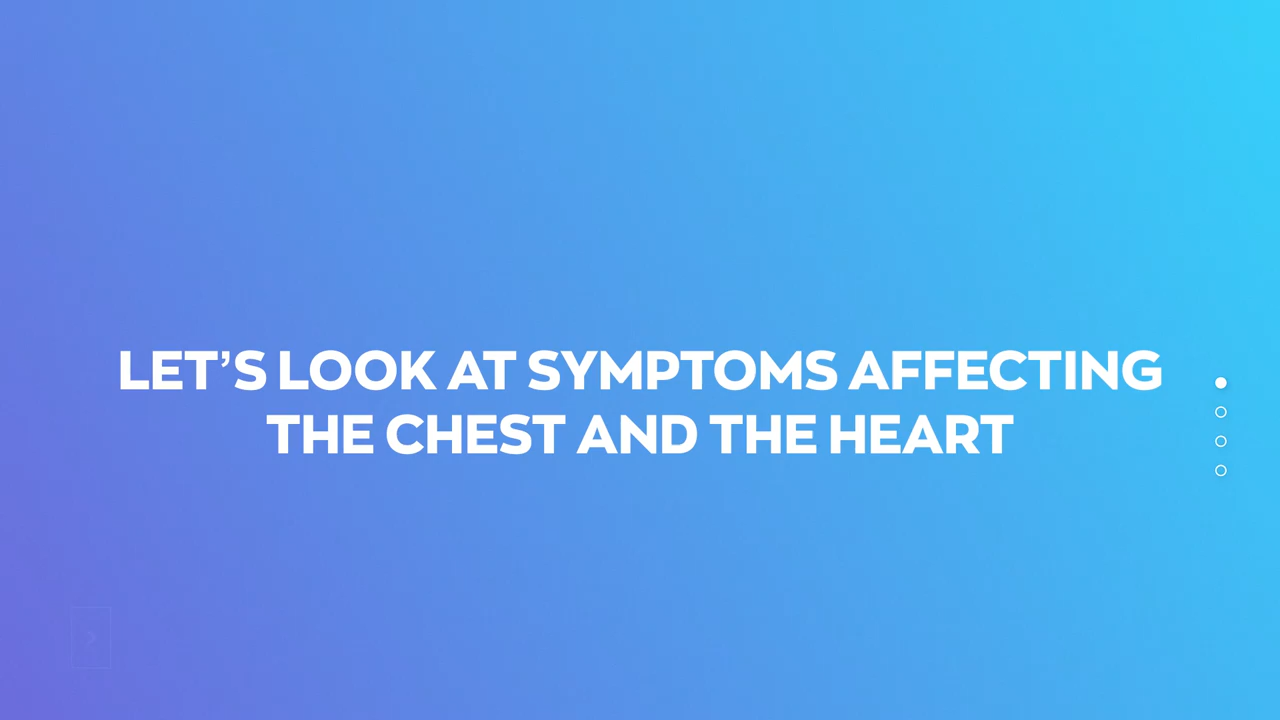 LET’S LOOK AT SYMPTOMS AFFECTING
THE CHEST AND THE HEART